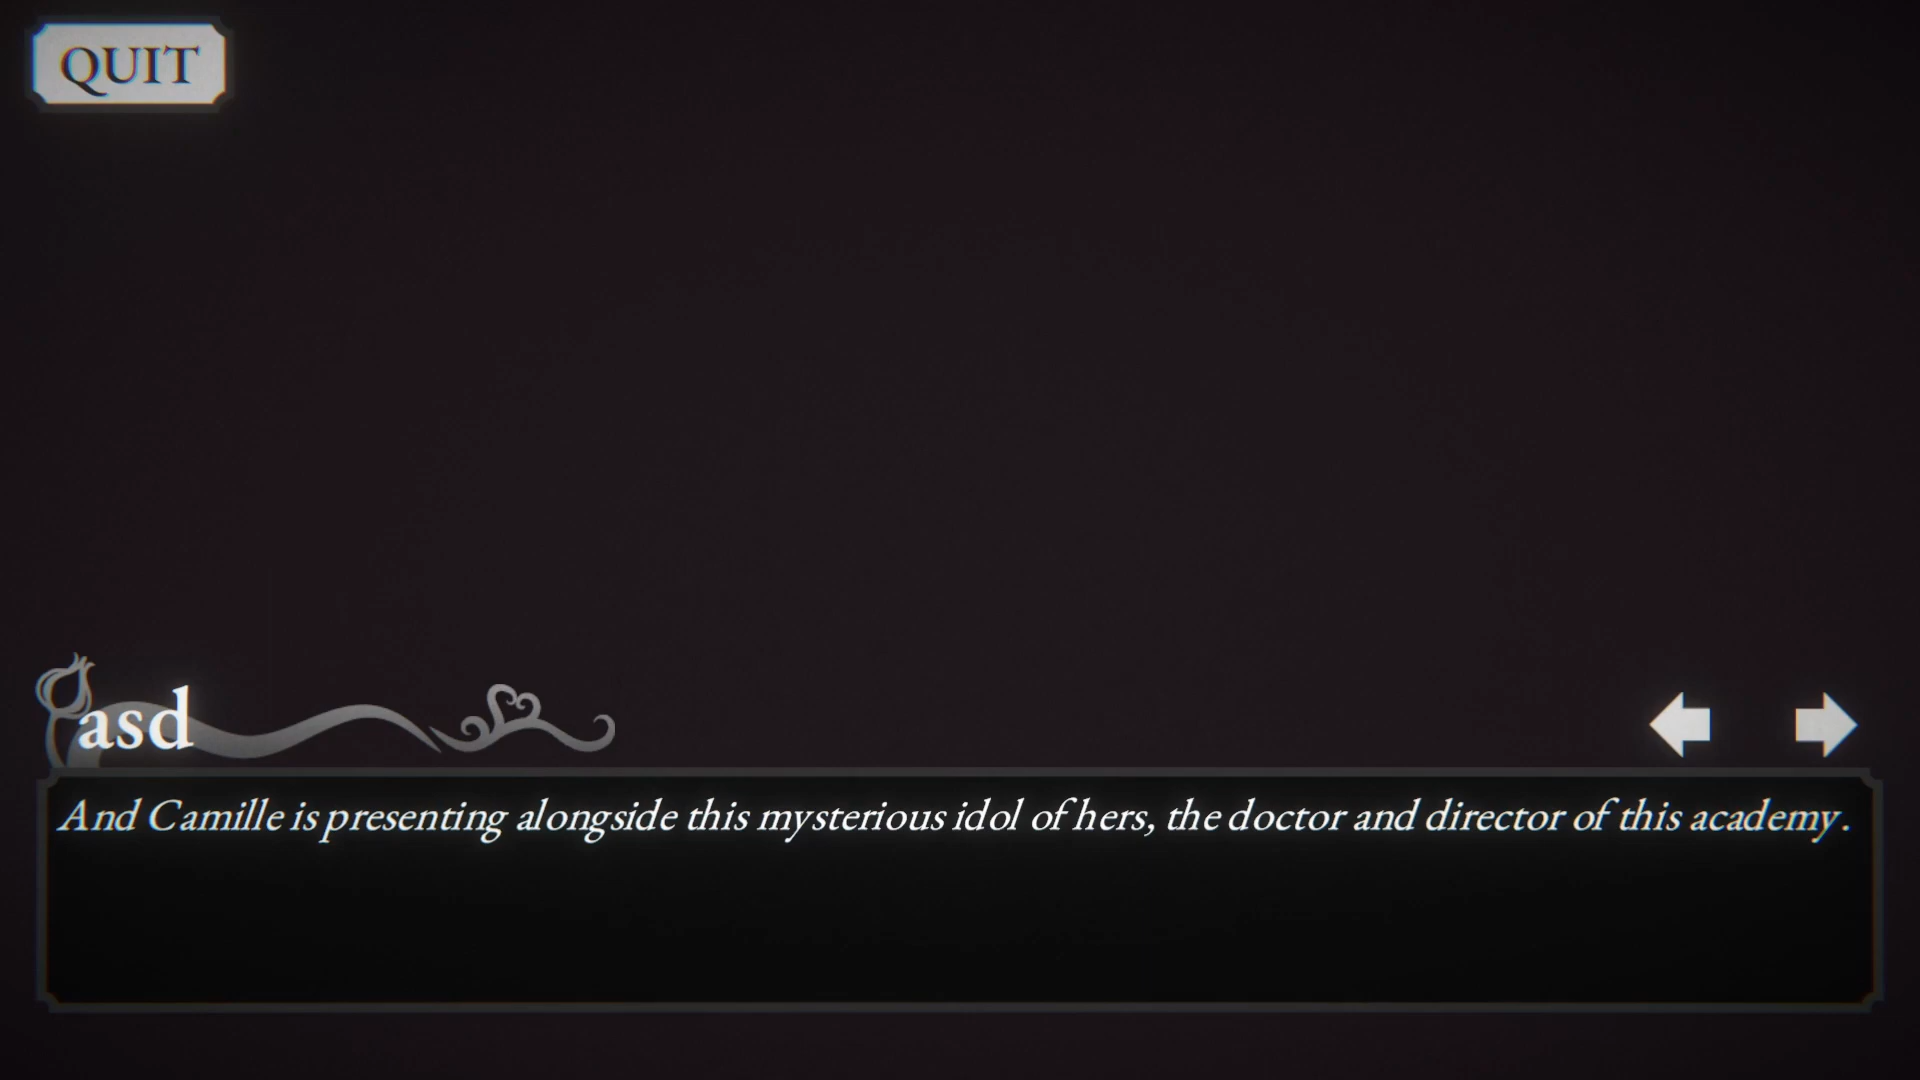 QUIT
asd
And Camille is presenting alongside this mysterious idol of hers, the doctor and director of this academy.